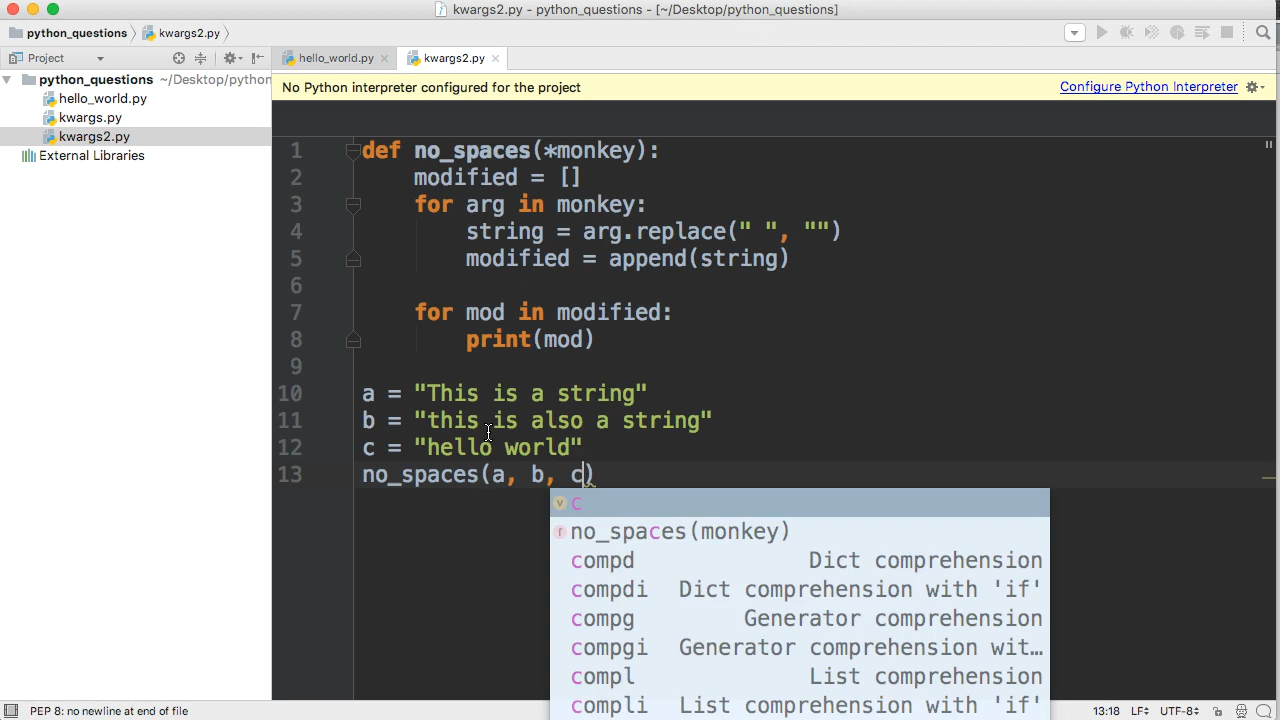 kwargs2.py - python_questions - [~/Desktop/python_questions]
python_questions kwargs2.py
Project
hello_world.py
kwargs2.py
python_questions ~/Desktop/python
hello_world.py
kwargs.py
kwargs2.py
External Libraries
No Python interpreter configured for the project
Configure Python Interpreter
1 def no_spaces(*monkey):
2 modified = []
3 for arg in monkey:
4 string = arg.replace(" ", "")
5 modified = append(string)
6
7 for mod in modified:
8 print(mod)
9
10 a = "This is a string"
11 b = "this is also a string"
12 c = "hello world"
13 no_spaces(a, b, c)
v c
f no_spaces(monkey)
compd Dict comprehension
compdi Dict comprehension with 'if'
compg Generator comprehension
compgi Generator comprehension wit…
compl List comprehension
compli List comprehension with 'if'
PEP 8: no newline at end of file
13:18 LF UTF-8